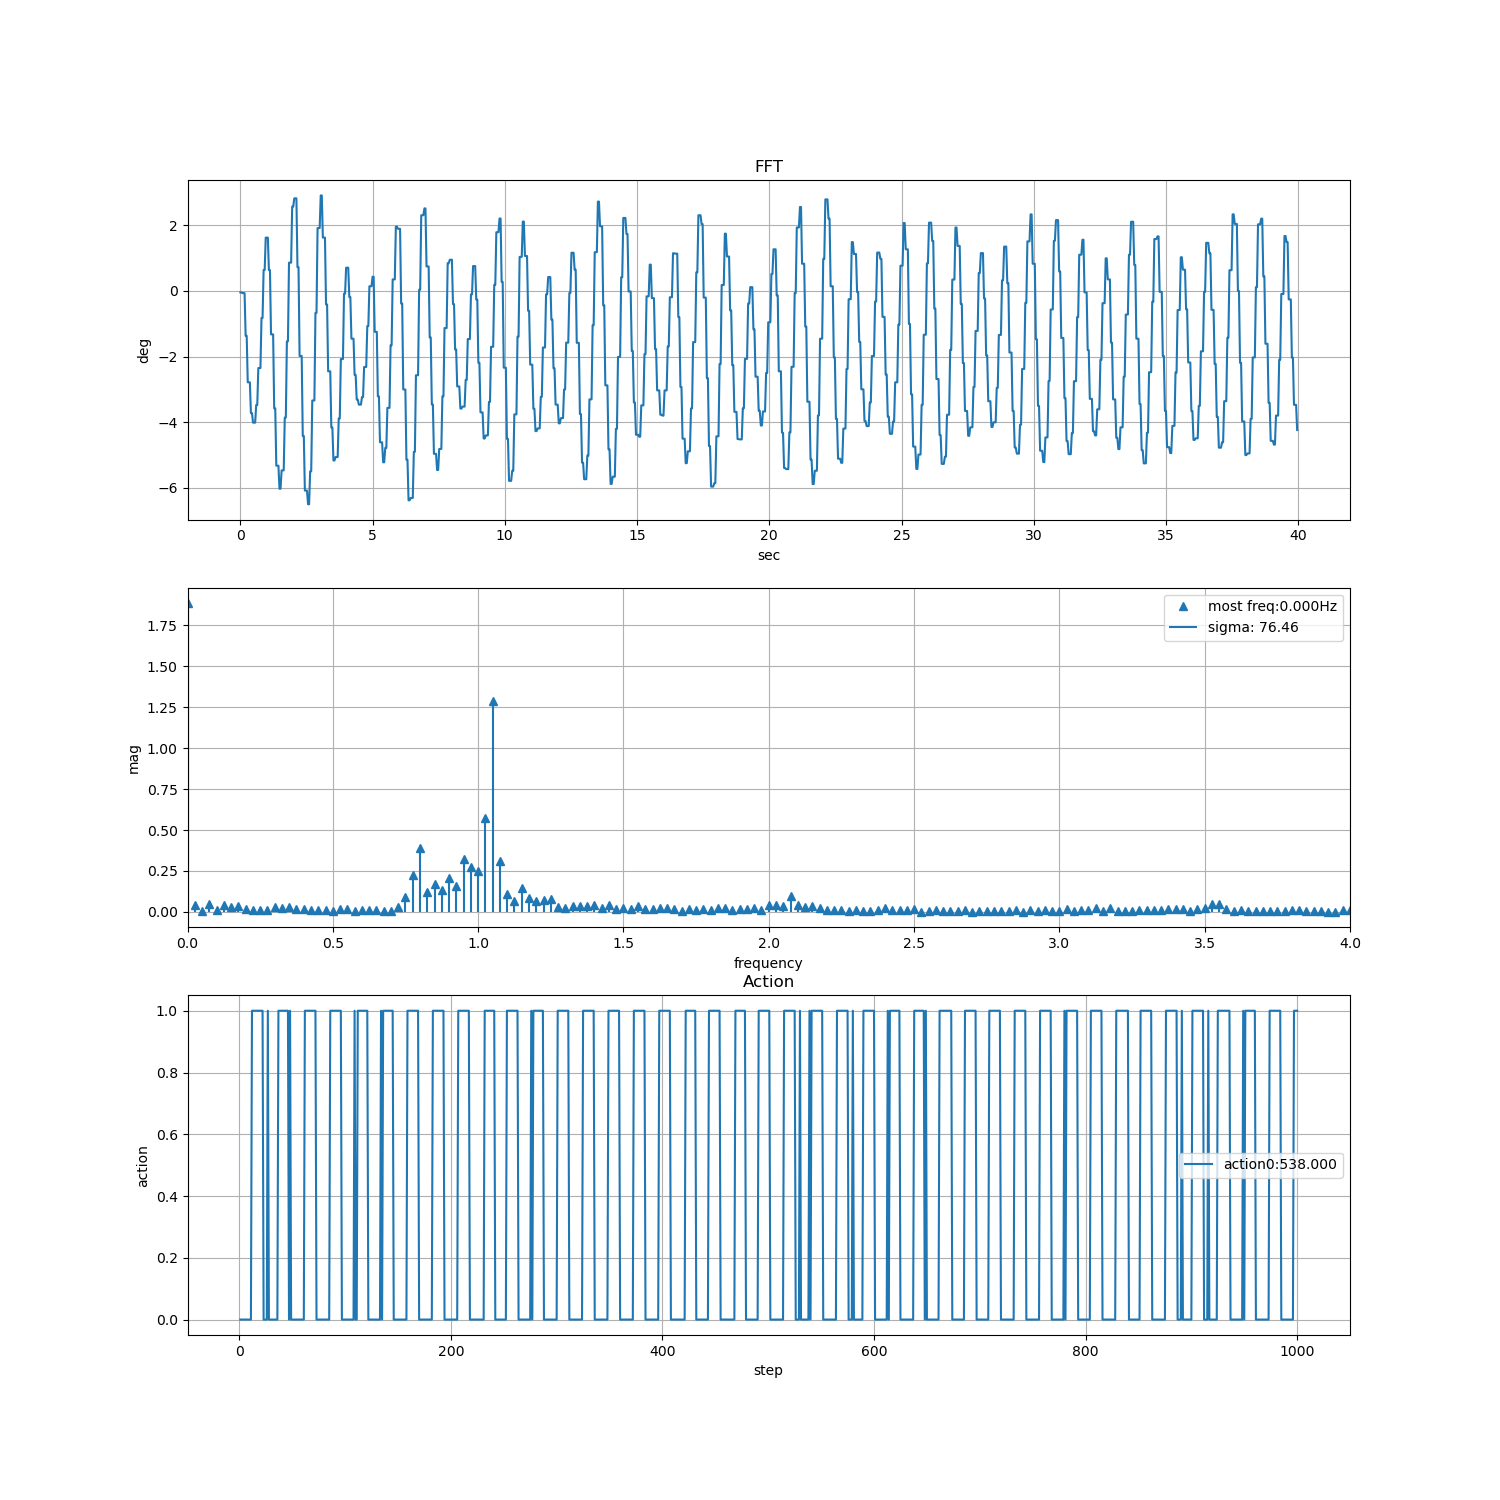 FFT
2
0
−2
−4
−6
deg
0 5 10 15 20 25 30 35 40
sec
1.75
1.50
1.25
1.00
0.75
0.50
0.25
0.00
mag
most freq:0.000Hz
sigma: 76.46
0.0 0.5 1.0 1.5 2.0 2.5 3.0 3.5 4.0
frequency
Action
1.0
0.8
0.6
0.4
0.2
0.0
action
action0:538.000
0 200 400 600 800 1000
step